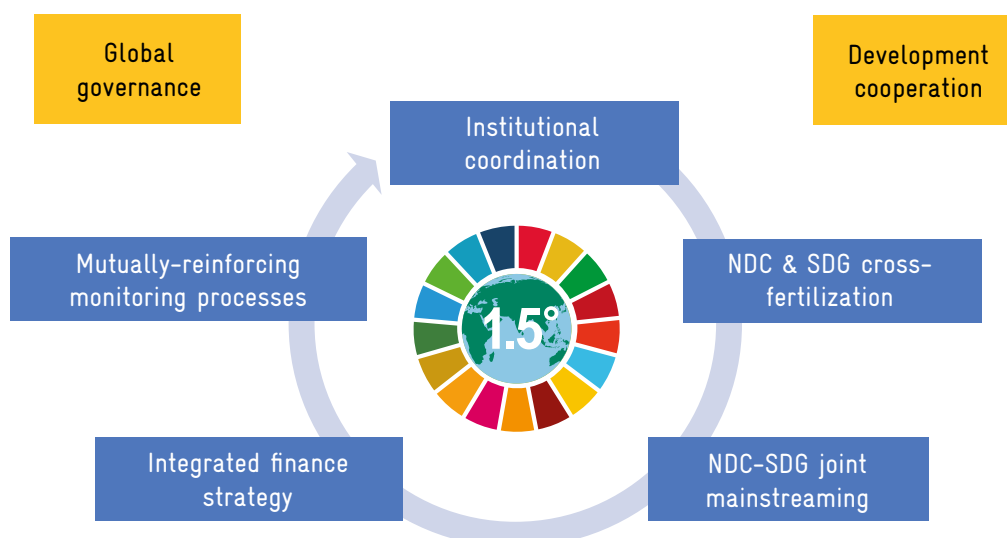 Global
governance
Development
cooperation
Institutional
coordination
Mutually-reinforcing
monitoring processes
NDC & SDG cross-
fertilization
1.5°
Integrated finance
strategy
NDC-SDG joint
mainstreaming